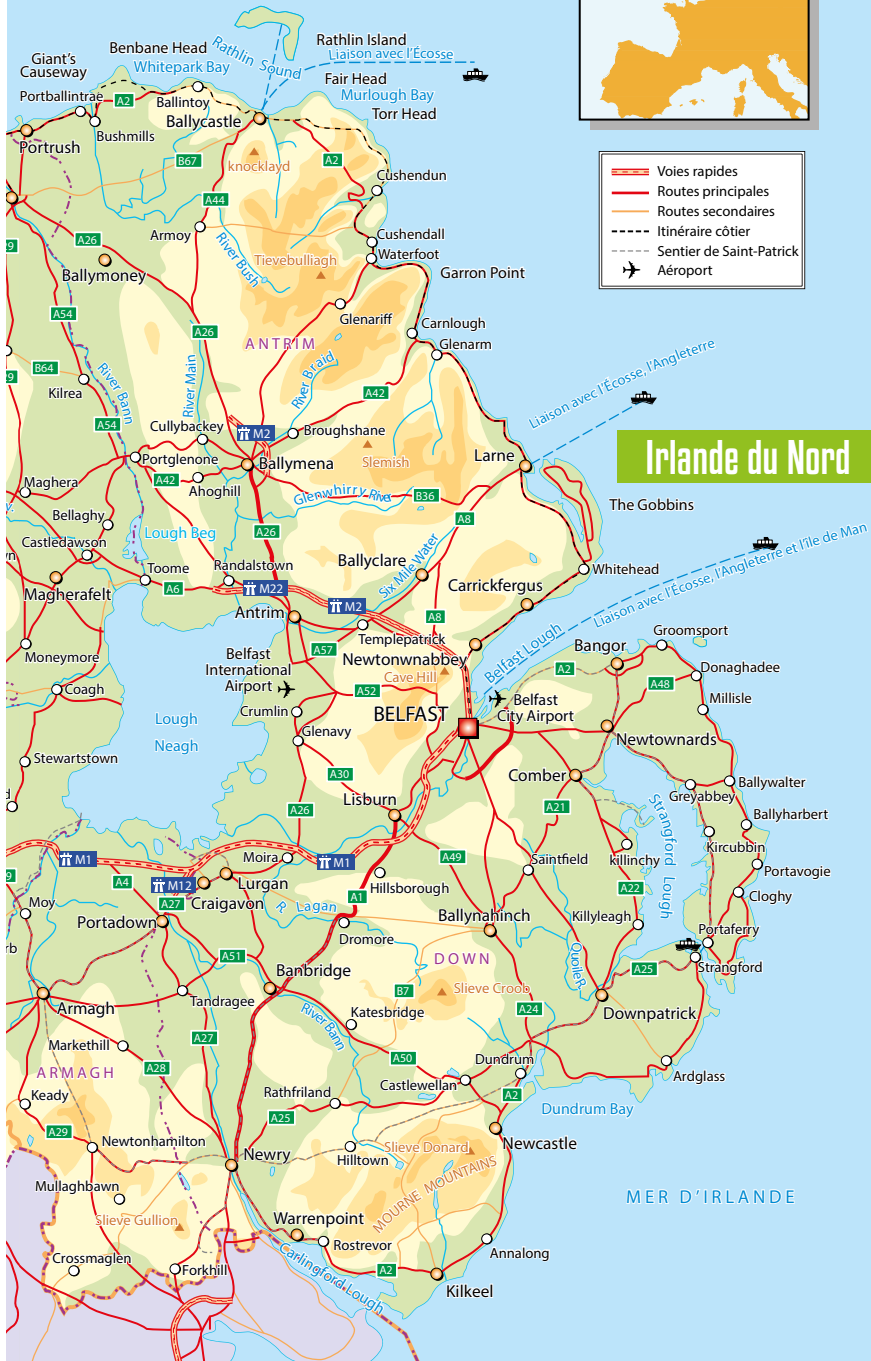 Rathlin Island
Benbane Head
Rathlin Sound
Liaison avec l'Écosse
Giant's
Causeway
Whitepark Bay
Fair Head
Murlough Bay
Portballintrae
A2
Ballintoy
Torr Head
Ballycastle
Bushmills
Portrush
B67
knocklayd
A2
Cushendun
A44
Voies rapides
Routes principales
Routes secondaires
Itinéraire côtier
Sentier de Saint-Patrick
Aéroport
Armoy
A26
River Bush
Cushendall
Waterfoot
29
Ballymoney
Tievebulliagh
Garron Point
A54
Glenariff
A26
Carnlough
ANTRIM
Glenarm
Liaison avec l'Écosse, l'Angleterre
B64
29
River Bann
River Main
River Braid
Kilrea
A42
A54
Cullybackey
M2
Broughshane
Irlande du Nord
Portglenone
Ballymena
Slemish
Larne
Maghera
A42
Ahoghill
Glenwhirry River
B36
The Gobbins
Bellaghy
A8
Lough Beg
A26
Castledawson
Six Mile Water
Liaison avec l'Écosse, l'Angleterre et l'île de Man
Toome
Randalstown
Ballyclare
Whitehead
Magherafelt
A6
M22
Carrickfergus
M2
Antrim
A8
Templepatrick
Moneymore
Belfast
International
Airport
A57
Newtonwnabbey
Belfast Lough
Bangor
Groomsport
A2
Cave Hill
Donaghadee
Coagh
A52
A48
Millisle
Crumlin
BELFAST
Belfast
City Airport
Lough
Neagh
Glenavy
Newtownards
Stewartstown
A30
Comber
Ballywalter
d
Lisburn
Greyabbey
A26
A21
Strangford Lough
Ballyharbert
M1
Moira
M1
A49
Saintfield
killinchy
Kircubbin
9
A4
M12
Lurgan
Craigavon
Hillsborough
A22
Portavogie
Moy
A27
A1
Cloghy
R. Lagan
Ballynahinch
Killyleagh
Portadown
Dromore
Portaferry
rb
A51
DOWN
Quoile R.
Strangford
Banbridge
A25
Tandragee
B7
Slieve Croob
Armagh
River Bann
Katesbridge
A24
Downpatrick
Markethill
A27
A50
Dundrum
ARMAGH
A28
Castlewellan
Ardglass
Keady
Rathfriland
A2
Dundrum Bay
A25
A29
Newtonhamilton
Newcastle
Newry
Hilltown
Slieve Donard
MOURNE MOUNTAINS
Mullaghbawn
MER D'IRLANDE
Slieve Gullion
Warrenpoint
Rostrevor
Annalong
Crossmaglen
Forkhill
Carlingford Lough
A2
Kilkeel